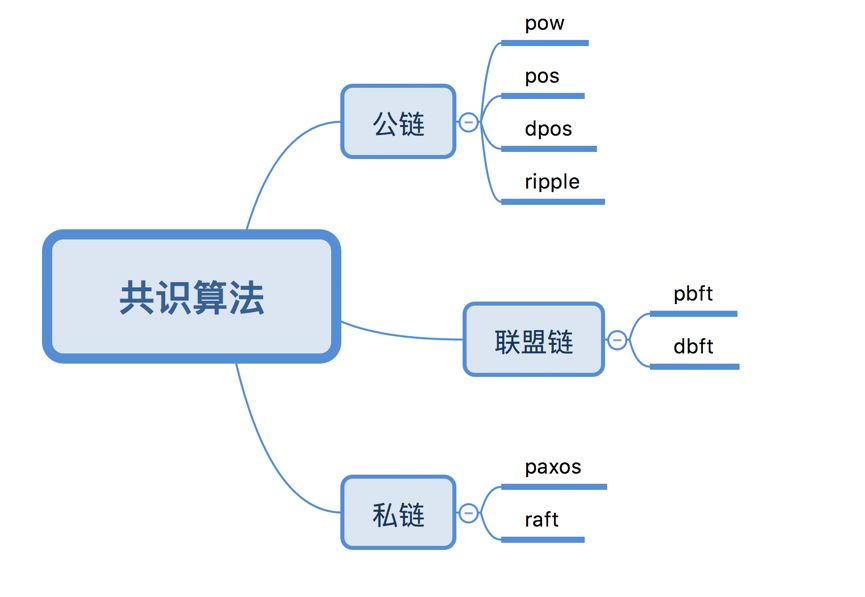 共识算法
公链
pow
pos
dpos
ripple
联盟链
pbft
dbft
私链
paxos
raft